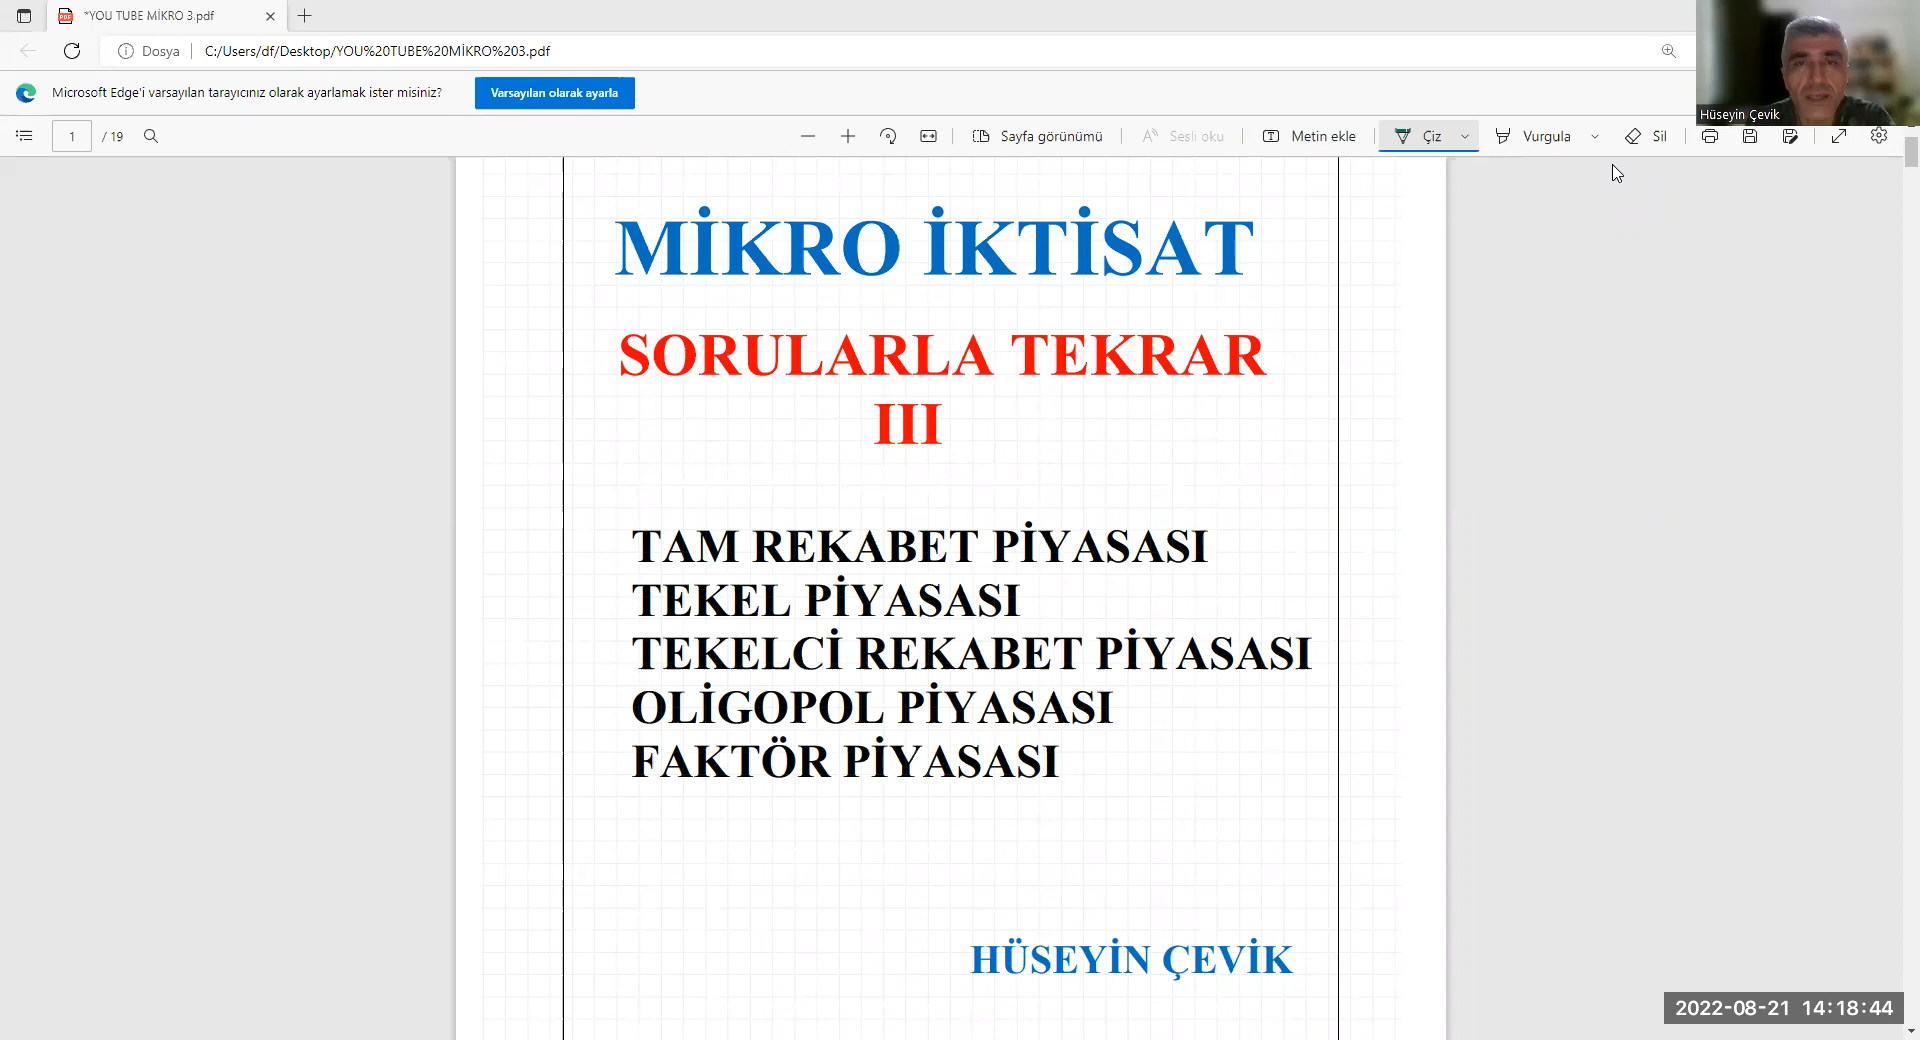 *YOU TUBE MİKRO 3.pdf
Dosya
C:/Users/df/Desktop/YOU%20TUBE%20MİKRO%203.pdf
Microsoft Edge'i varsayılan tarayıcınız olarak ayarlamak ister misiniz?
Varsayılan olarak ayarla
Hüseyin Çevik
1 / 19
Sayfa görünümü
Sesli oku
Metin ekle
Çiz
Vurgula
Sil
MİKRO İKTİSAT
SORULARLA TEKRAR
III
TAM REKABET PİYASASI
TEKEL PİYASASI
TEKELCİ REKABET PİYASASI
OLİGOPOL PİYASASI
FAKTÖR PİYASASI
HÜSEYİN ÇEVİK
2022-08-21 14:18:44